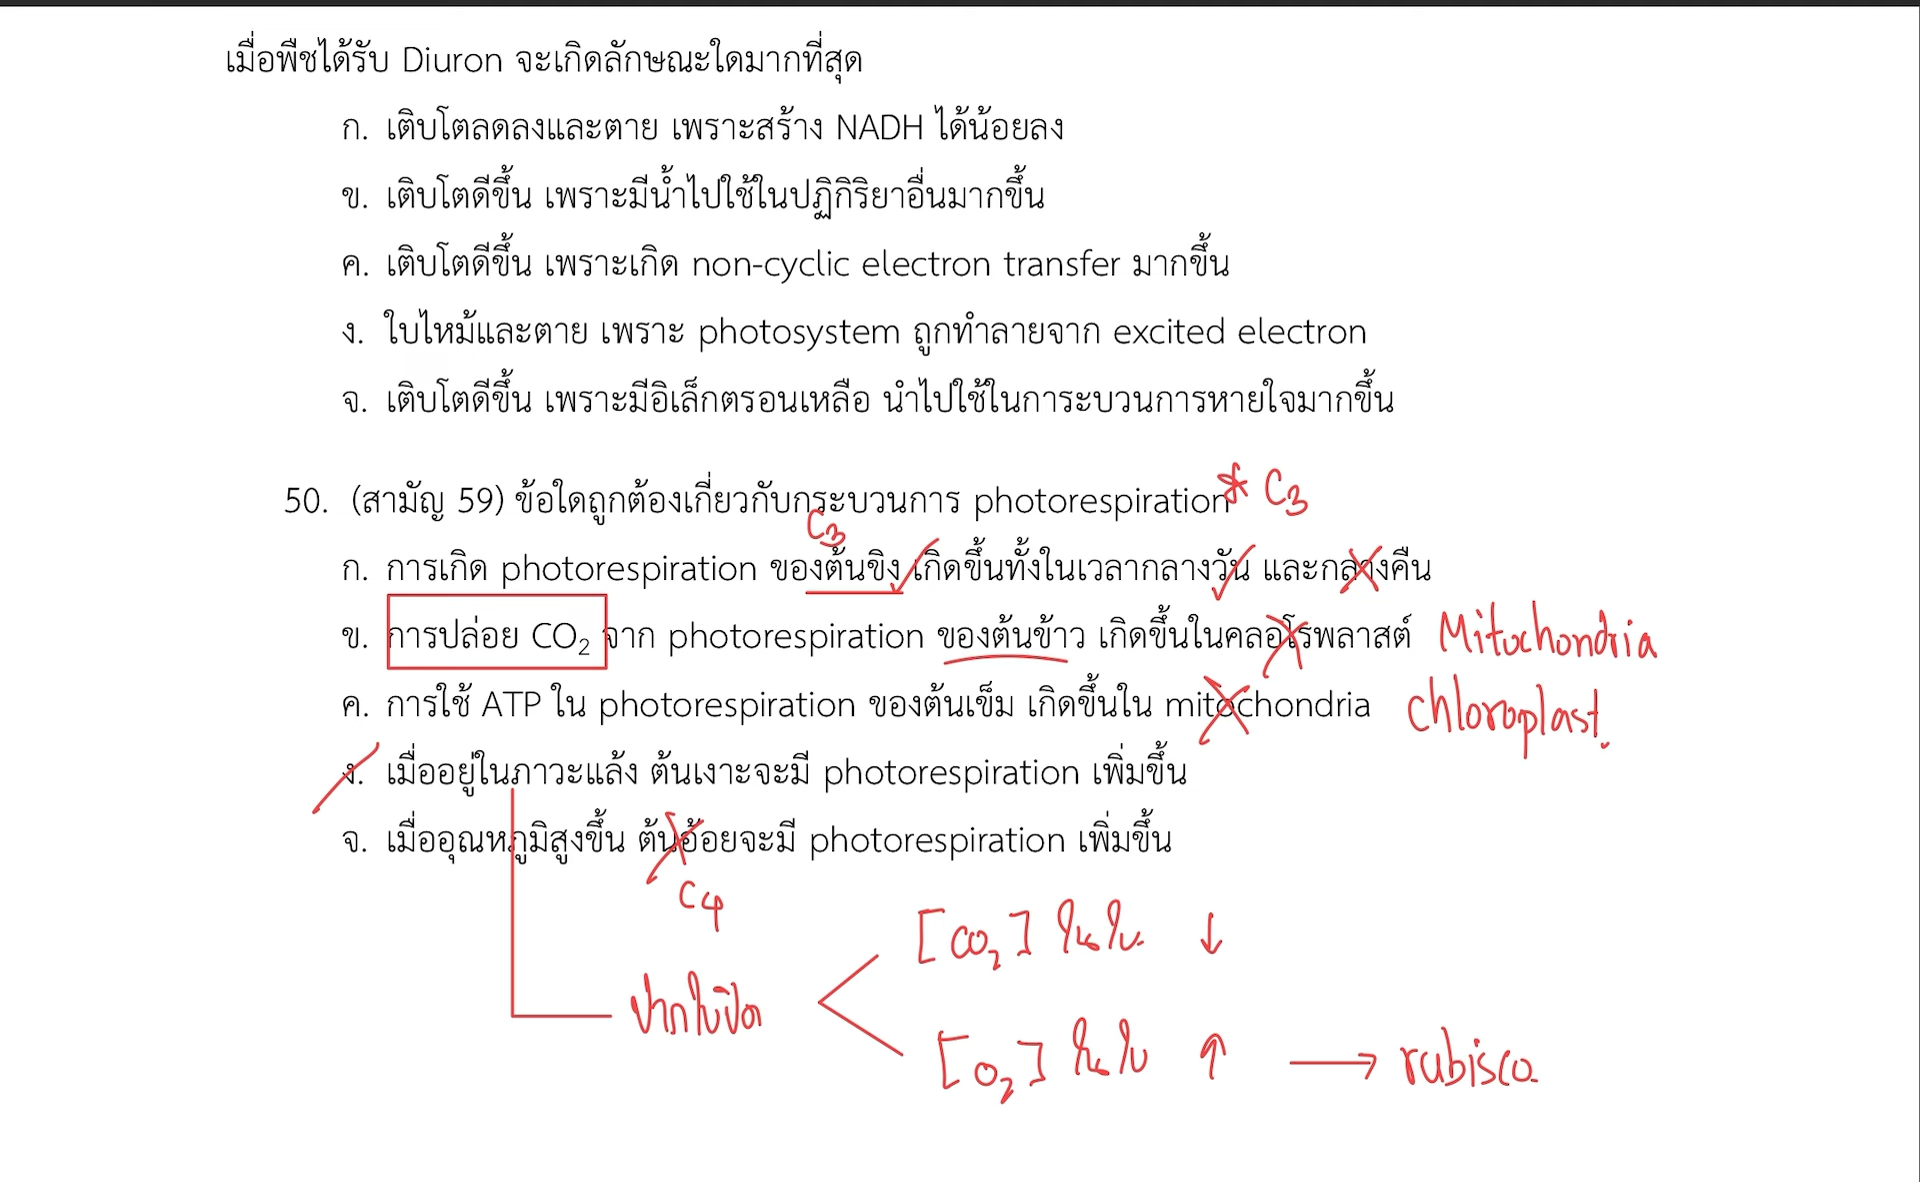 เมื่อพืชได้รับ Diuron จะเกิดลักษณะใดมากที่สุด
ก. เติบโตลดลงและตาย เพราะสร้าง NADH ได้น้อยลง
ข. เติบโตดีขึ้น เพราะมีน้ำไปใช้ในปฏิกิริยาอื่นมากขึ้น
ค. เติบโตดีขึ้น เพราะเกิด non-cyclic electron transfer มากขึ้น
ง. ใบไหม้และตาย เพราะ photosystem ถูกทำลายจาก excited electron
จ. เติบโตดีขึ้น เพราะมีอิเล็กตรอนเหลือ นำไปใช้ในการะบวนการหายใจมากขึ้น
50. (สามัญ 59) ข้อใดถูกต้องเกี่ยวกับกระบวนการ photorespiration * C3
C3
ก. การเกิด photorespiration ของต้นขิง เกิดขึ้นทั้งในเวลากลางวัน และกลางคืน
ข. การปล่อย CO₂ จาก photorespiration ของต้นข้าว เกิดขึ้นในคลอโรพลาสต์ Mitochondria
ค. การใช้ ATP ใน photorespiration ของต้นเข็ม เกิดขึ้นใน mitochondria chloroplast
ง. เมื่ออยู่ในภาวะแล้ง ต้นเงาะจะมี photorespiration เพิ่มขึ้น
จ. เมื่ออุณหภูมิสูงขึ้น ต้นอ้อยจะมี photorespiration เพิ่มขึ้น
C4
[CO₂] ในใบ ↓
ปากใบปิด
[O₂] ในใบ ↑ → rubisco